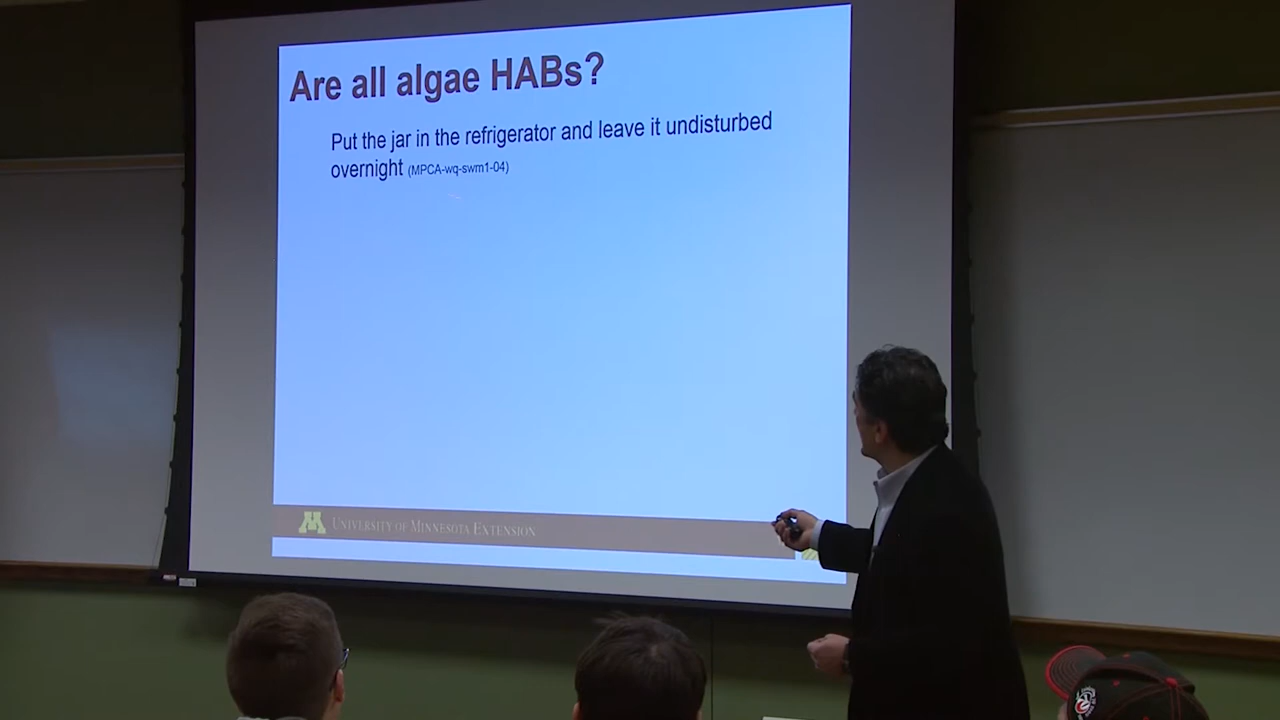 Are all algae HABs?
Put the jar in the refrigerator and leave it undisturbed
overnight (MPCA-wq-swm1-04)
M UNIVERSITY OF MINNESOTA EXTENSION